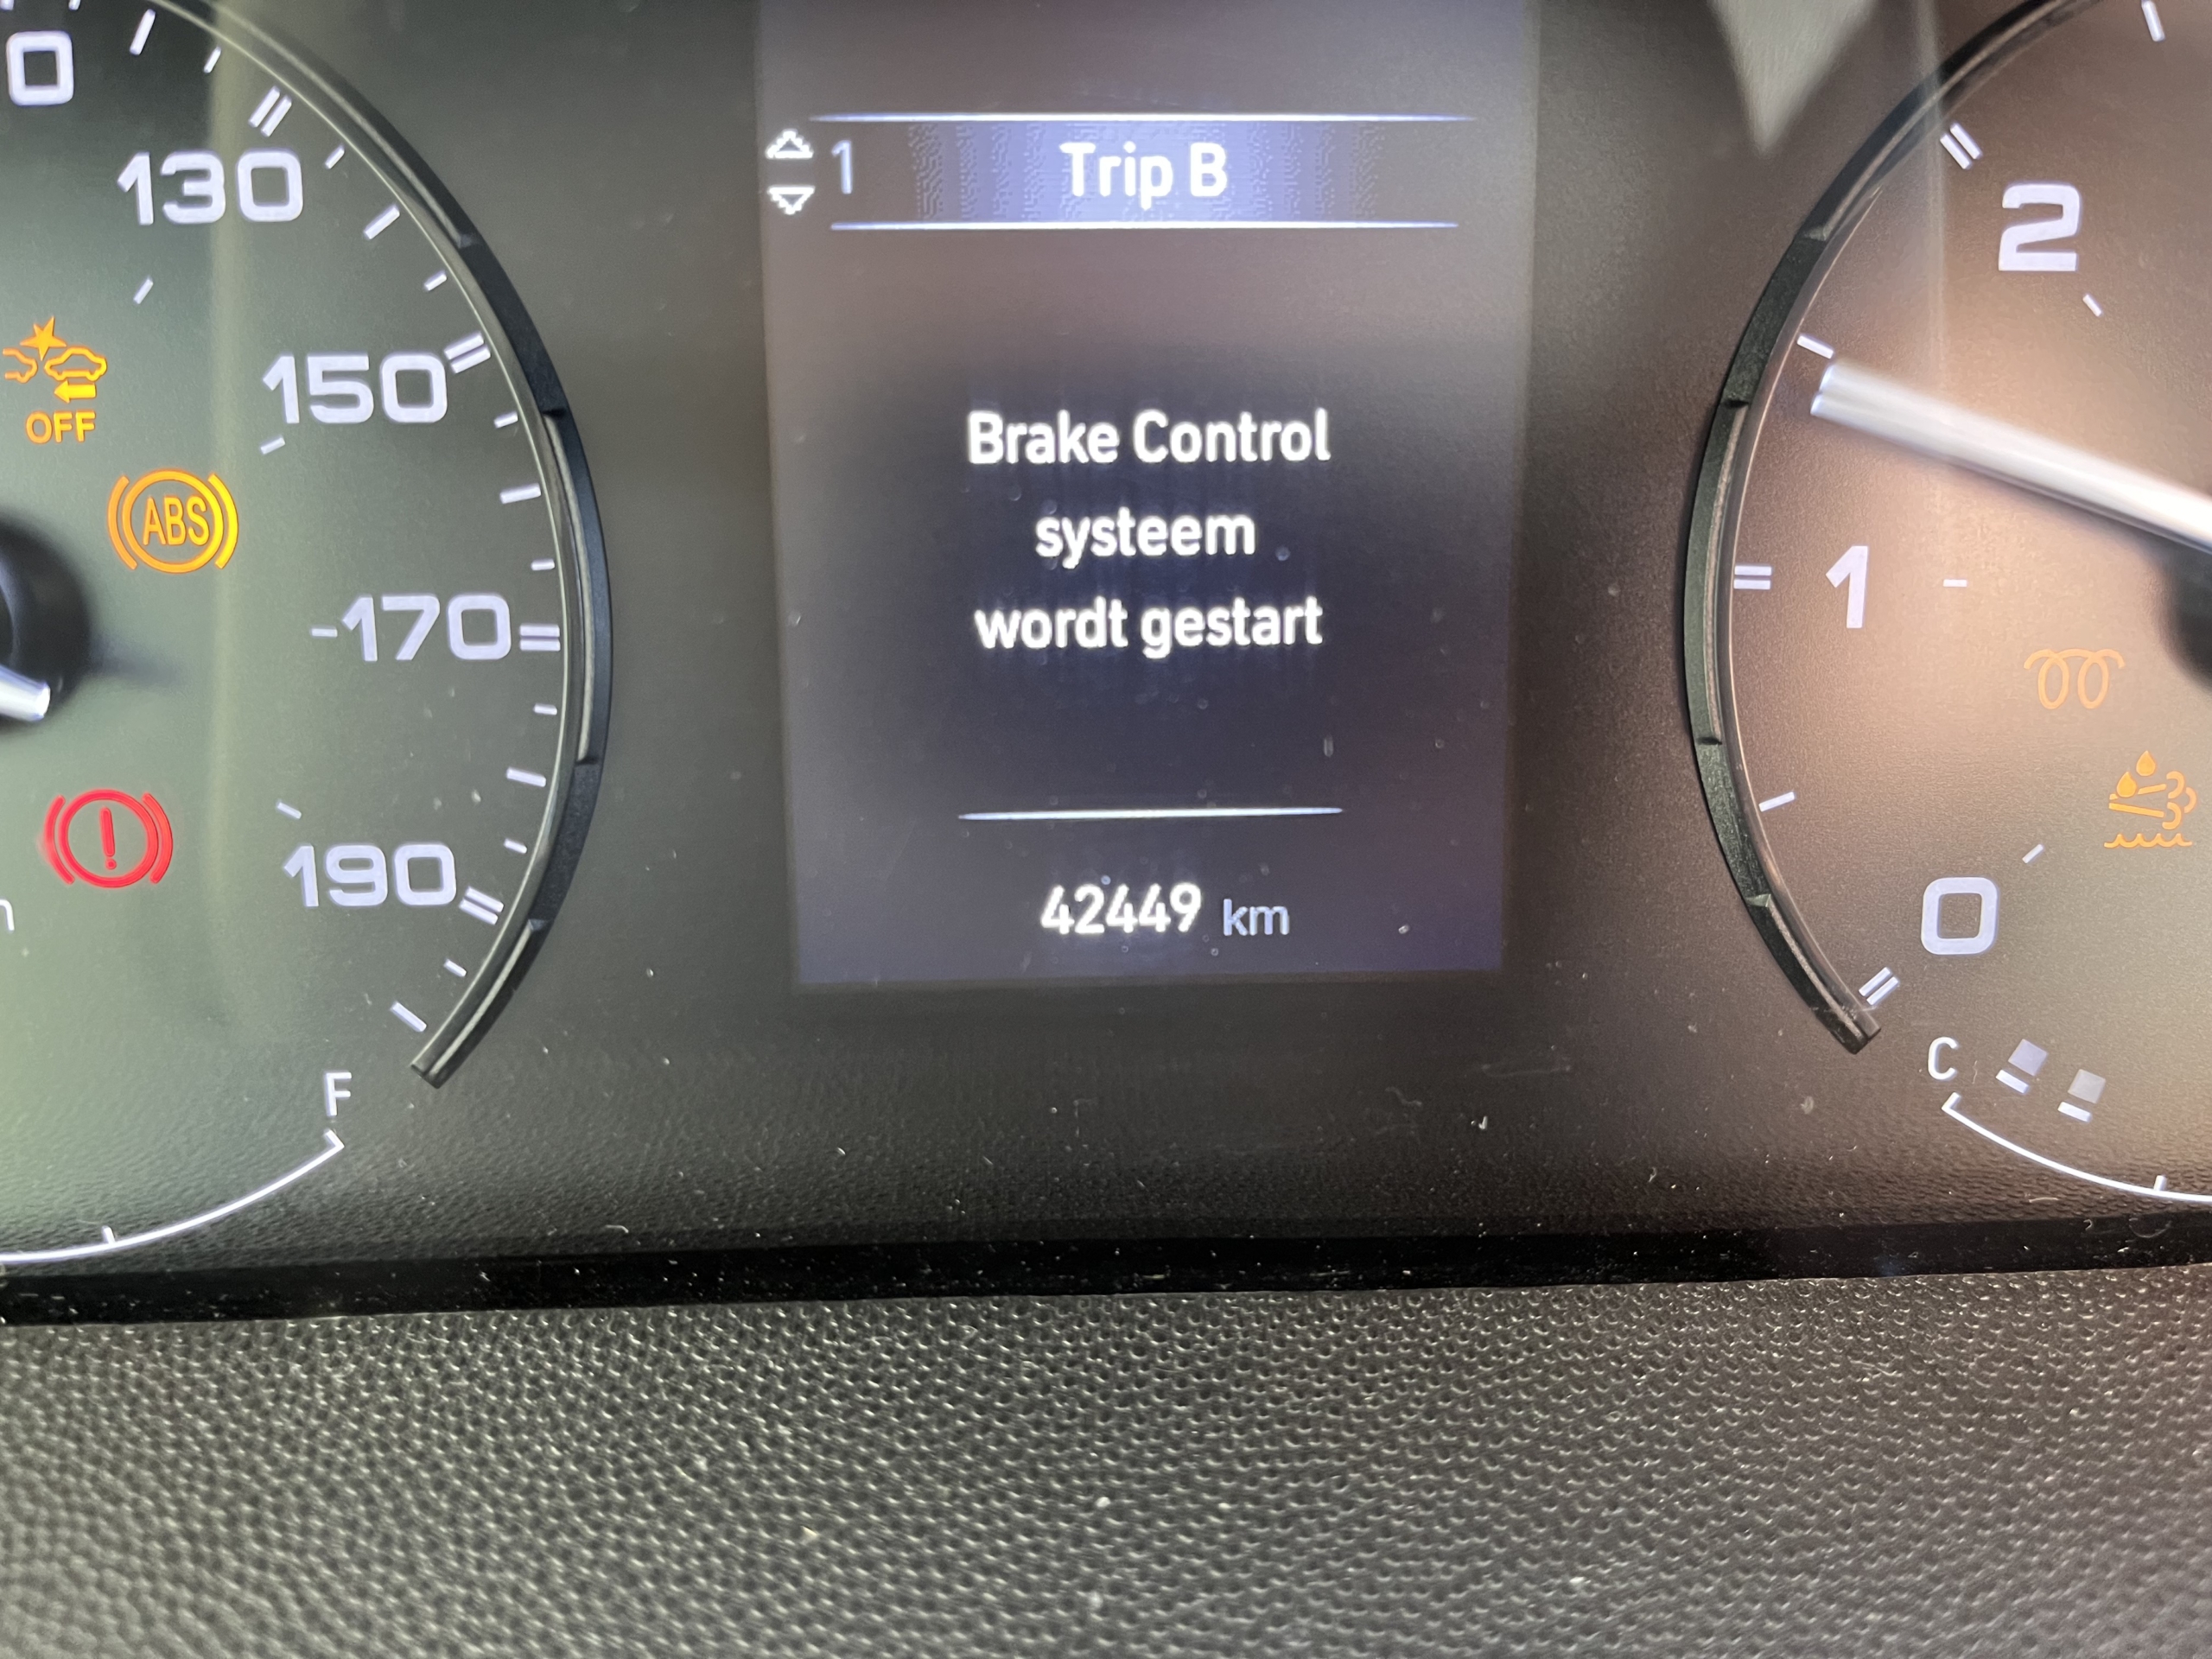 0
130
150
170
190
OFF
ABS
F
1 Trip B
Brake Control
systeem
wordt gestart
42449 km
2
1
0
C